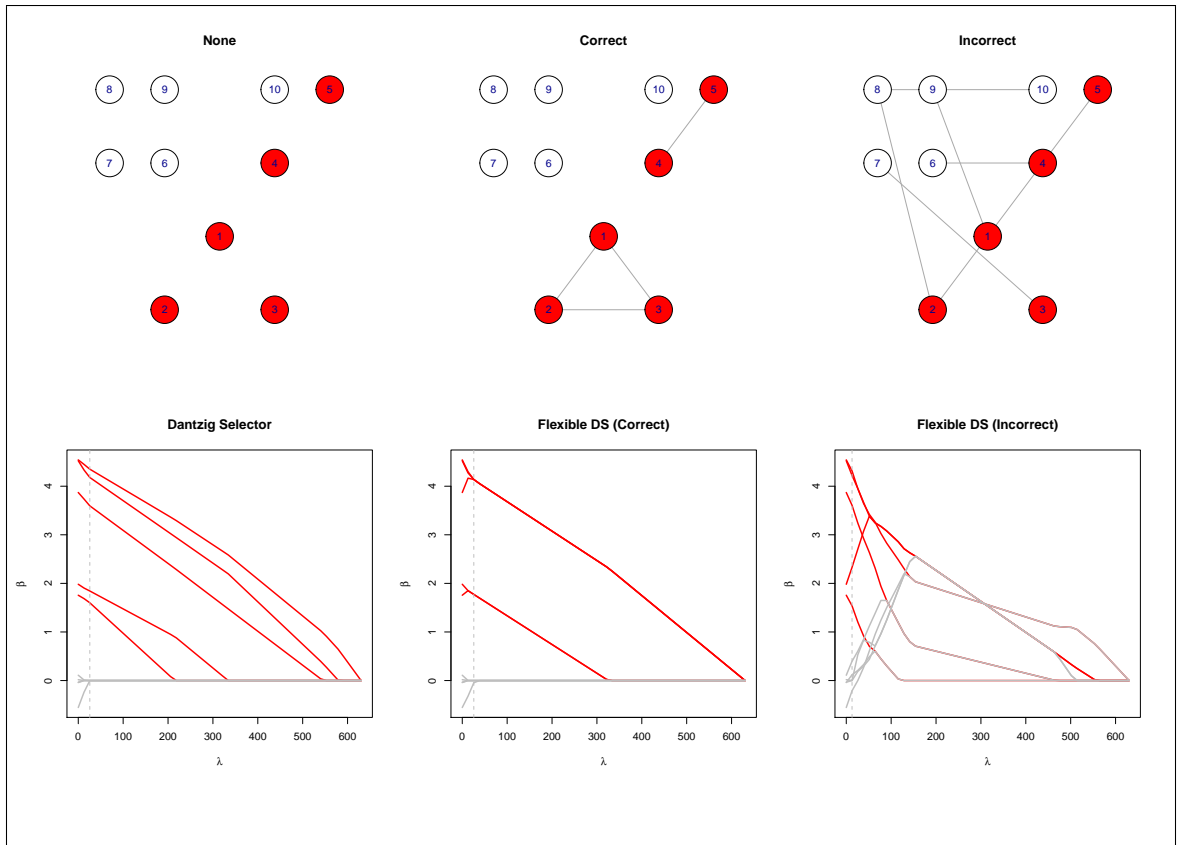 None
Correct
Incorrect
8 9 10 5
8 9 10 5
8 9 10 5
7 6 4
7 6 4
7 6 4
1
1
1
2 3
2 3
2 3
Dantzig Selector
Flexible DS (Correct)
Flexible DS (Incorrect)
β
0 1 2 3 4
0 100 200 300 400 500 600
λ
β
0 1 2 3 4
0 100 200 300 400 500 600
λ
β
0 1 2 3 4
0 100 200 300 400 500 600
λ